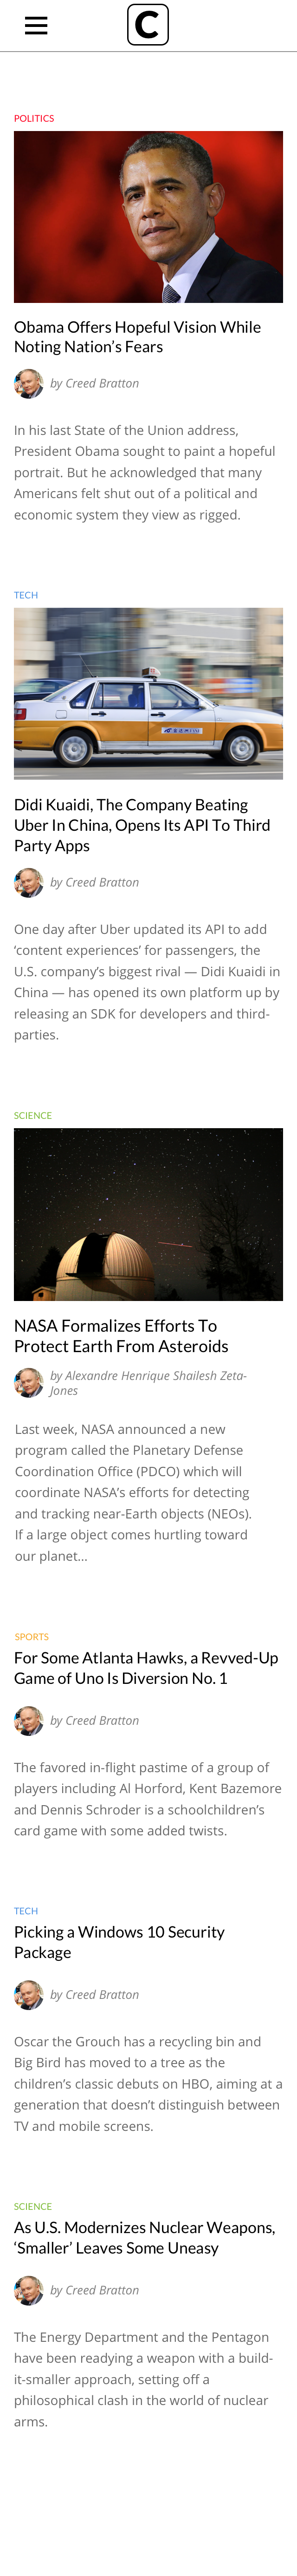 C
POLITICS
Obama Offers Hopeful Vision While
Noting Nation’s Fears
by Creed Bratton
In his last State of the Union address,
President Obama sought to paint a hopeful
portrait. But he acknowledged that many
Americans felt shut out of a political and
economic system they view as rigged.
TECH
Didi Kuaidi, The Company Beating
Uber In China, Opens Its API To Third
Party Apps
by Creed Bratton
One day after Uber updated its API to add
‘content experiences’ for passengers, the
U.S. company’s biggest rival — Didi Kuaidi in
China — has opened its own platform up by
releasing an SDK for developers and third-
parties.
SCIENCE
NASA Formalizes Efforts To
Protect Earth From Asteroids
by Alexandre Henrique Shailesh Zeta-
Jones
Last week, NASA announced a new
program called the Planetary Defense
Coordination Office (PDCO) which will
coordinate NASA’s efforts for detecting
and tracking near-Earth objects (NEOs).
If a large object comes hurtling toward
our planet...
SPORTS
For Some Atlanta Hawks, a Revved-Up
Game of Uno Is Diversion No. 1
by Creed Bratton
The favored in-flight pastime of a group of
players including Al Horford, Kent Bazemore
and Dennis Schroder is a schoolchildren’s
card game with some added twists.
TECH
Picking a Windows 10 Security
Package
by Creed Bratton
Oscar the Grouch has a recycling bin and
Big Bird has moved to a tree as the
children’s classic debuts on HBO, aiming at a
generation that doesn’t distinguish between
TV and mobile screens.
SCIENCE
As U.S. Modernizes Nuclear Weapons,
‘Smaller’ Leaves Some Uneasy
by Creed Bratton
The Energy Department and the Pentagon
have been readying a weapon with a build-
it-smaller approach, setting off a
philosophical clash in the world of nuclear
arms.